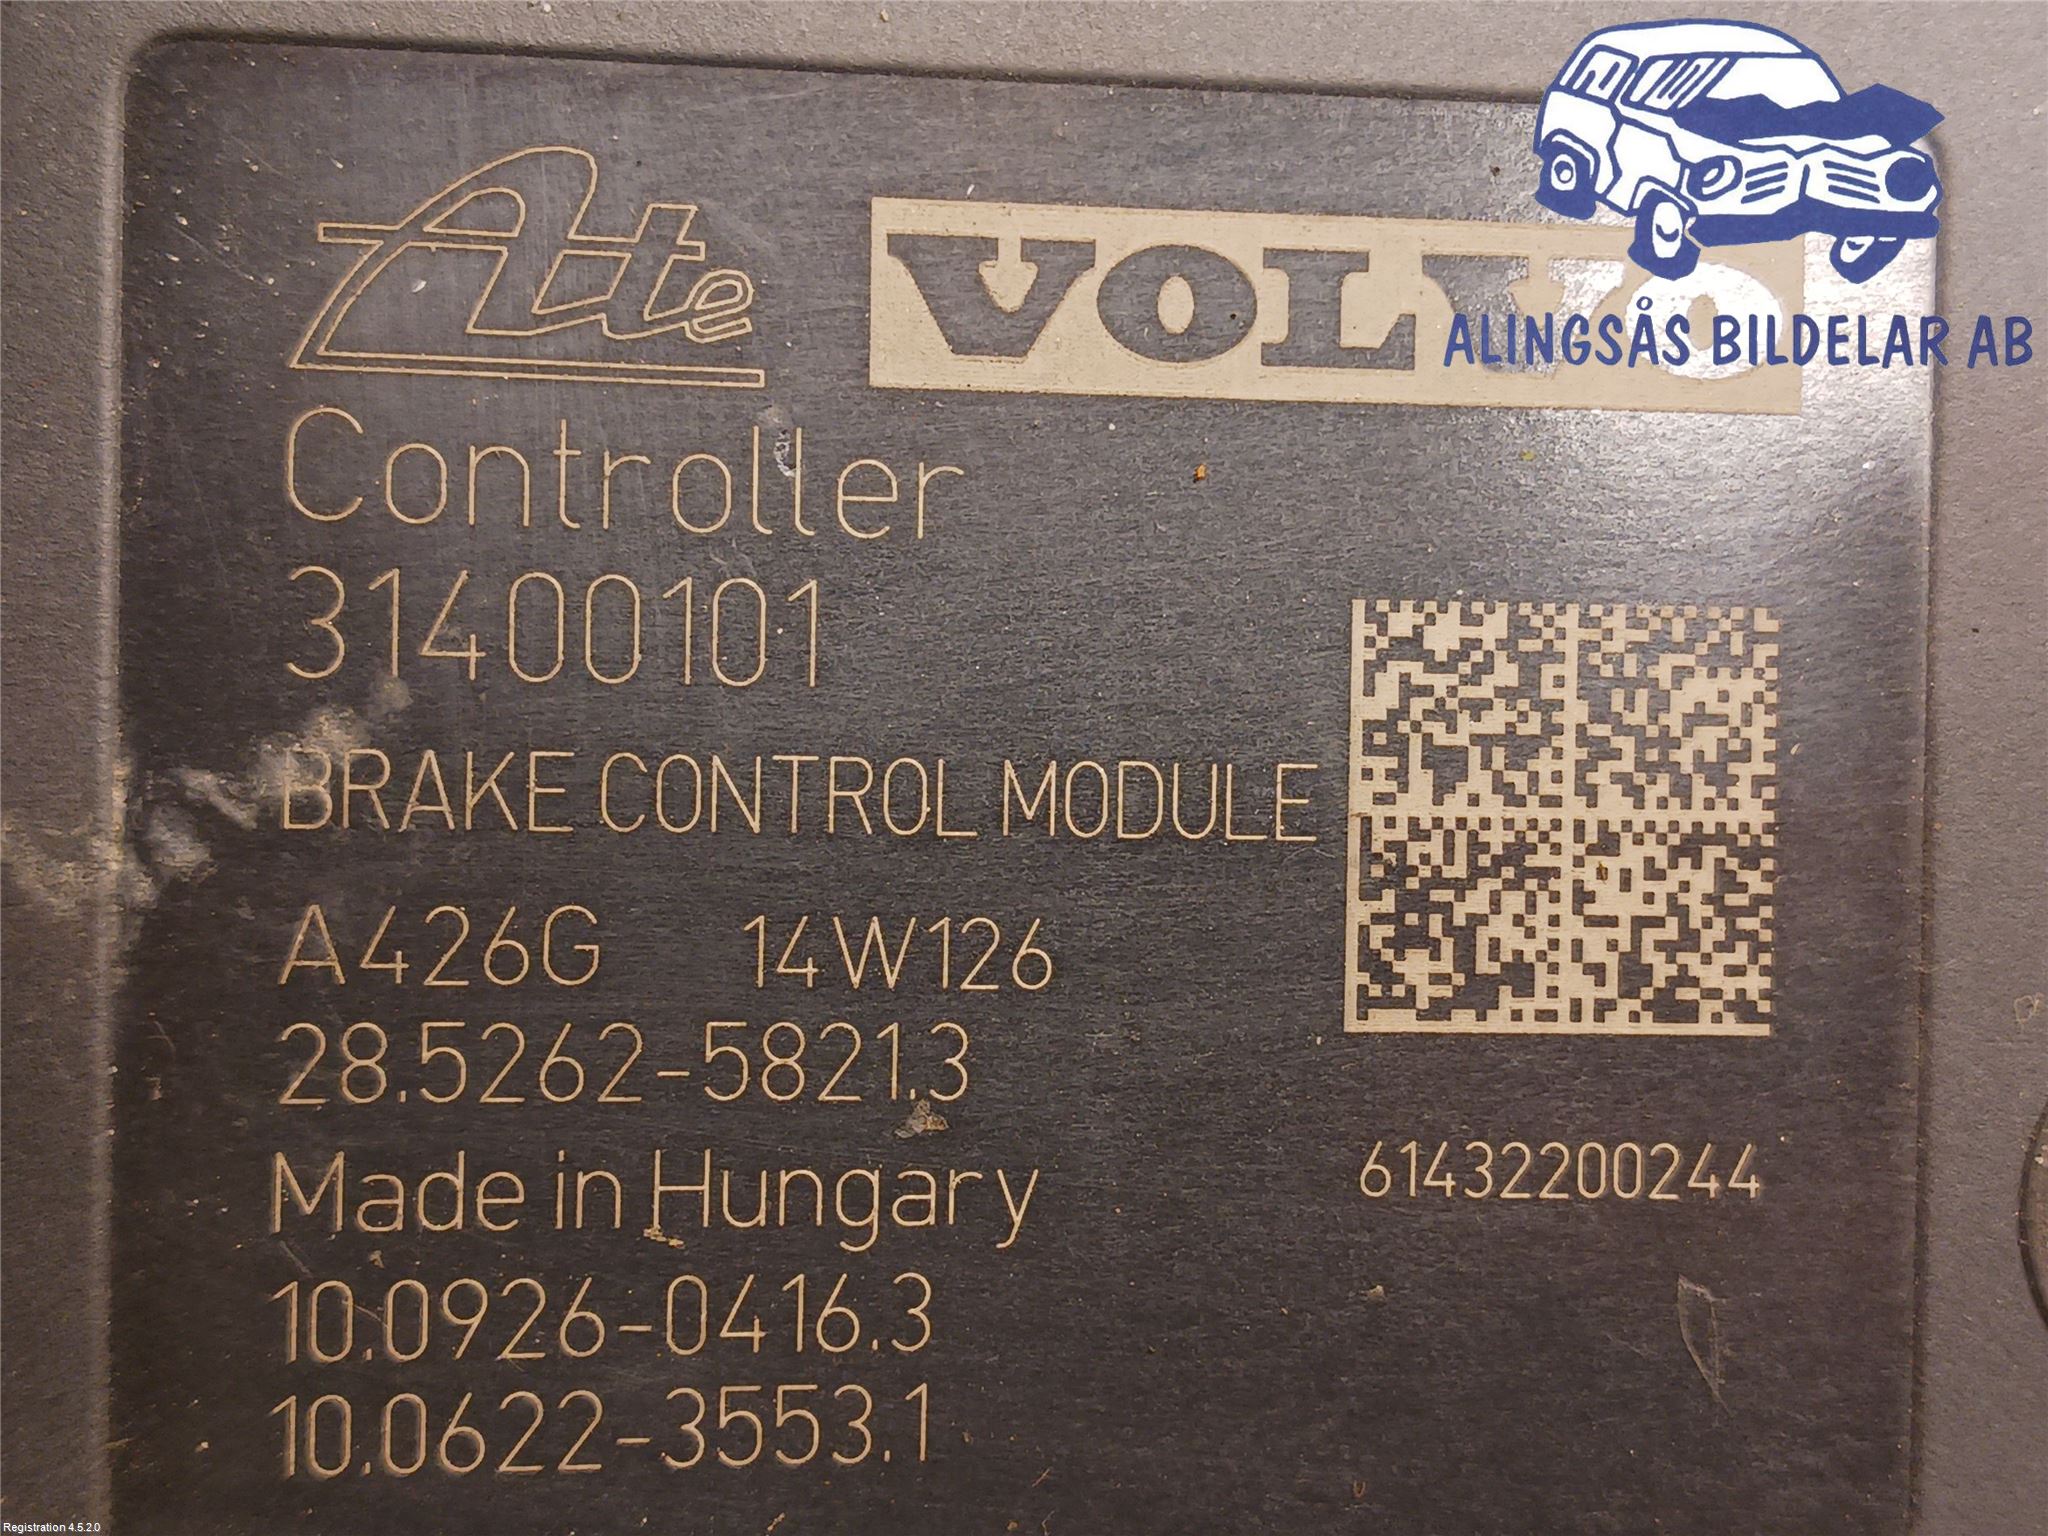 Ate VOLVO
ALINGSÅS BILDELAR AB
Controller
31400101
BRAKE CONTROL MODULE
A426G 14W126
28.5262-5821.3
Made in Hungary
61432200244
10.0926-0416.3
10.0622-3553.1
Registration 4.5.2.0